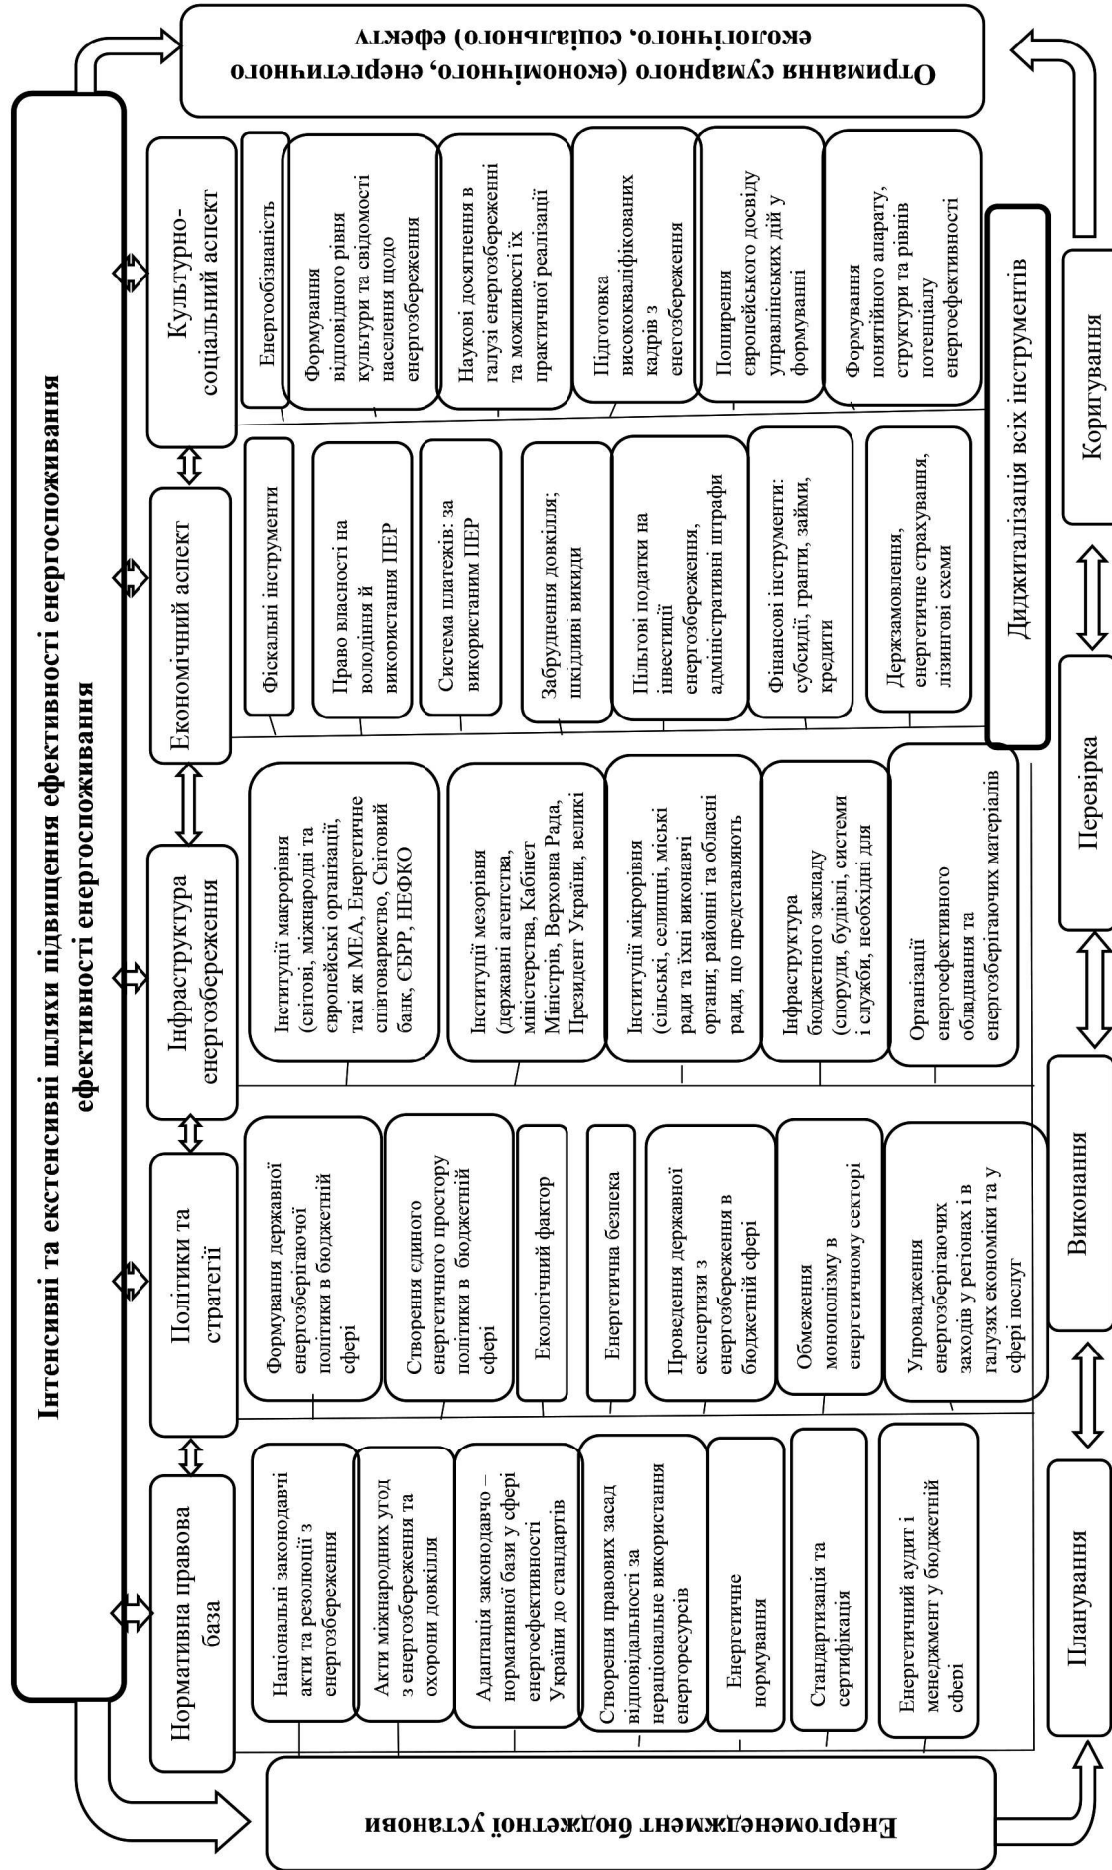 Інтенсивні та екстенсивні шляхи підвищення ефективності енергоспоживання
ефективності енергоспоживання
Енергоменеджмент бюджетної установи
Нормативна правова
база
Національні законодавчі
акти та резолюції з
енергозбереження
Акти міжнародних угод
з енергозбереження та
охорони довкілля
Адаптація законодавчо –
нормативної бази у сфері
енергоефективності
України до стандартів
Створення правових засад
відповідальності за
нераціональне використання
енергоресурсів
Енергетичне
нормування
Стандартизація та
сертифікація
Енергетичний аудит і
менеджмент у бюджетній
сфері
Політики та
стратегії
Формування державної
енергозберігаючої
політики в бюджетній
сфері
Створення єдиного
енергетичного простору
політики в бюджетній
сфері
Екологічний фактор
Енергетична безпека
Проведення державної
експертизи з
енергозбереження в
бюджетній сфері
Обмеження
монополізму в
енергетичному секторі
Упровадження
енергозберігаючих
заходів у регіонах і в
галузях економіки та у
сфері послуг
Інфраструктура
енергозбереження
Інституції макрорівня
(світові, міжнародні та
європейські організації,
такі як МЕА, Енергетичне
співтовариство, Світовий
банк, ЄБРР, НЕФКО
Інституції мезорівня
(державні агентства,
міністерства, Кабінет
Міністрів, Верховна Рада,
Президент України, великі
Інституції мікрорівня
(сільські, селищні, міські
ради та їхні виконавчі
органи; районні та обласні
ради, що представляють
Інфраструктура
бюджетного закладу
(споруди, будівлі, системи
і служби, необхідні для
Організації
енергоефективного
обладнання та
енергозберігаючих матеріалів
Економічний аспект
Фіскальні інструменти
Право власності на
володіння й
використання ПЕР
Система платежів: за
використаним ПЕР
Забруднення довкілля;
шкідливі викиди
Пільгові податки на
інвестиції
енергозбереження,
адміністративні штрафи
Фінансові інструменти:
субсидії, гранти, займи,
кредити
Держзамовлення,
енергетичне страхування,
лізингові схеми
Культурно-
соціальний аспект
Енергообізнаність
Формування
відповідного рівня
культури та свідомості
населення щодо
енергозбереження
Наукові досягнення в
галузі енергозбереженні
та можливості їх
практичної реалізації
Підготовка
висококваліфікованих
кадрів з
енегозбереження
Поширення
європейського досвіду
управлінських дій у
формуванні
Формування
понятійного апарату,
структури та рівнів
потенціалу
енергоефективності
Диджиталізація всіх інструментів
Отримання сумарного (економічного, енергетичного
екологічного, соціального) ефекту
Планування
Виконання
Перевірка
Коригування